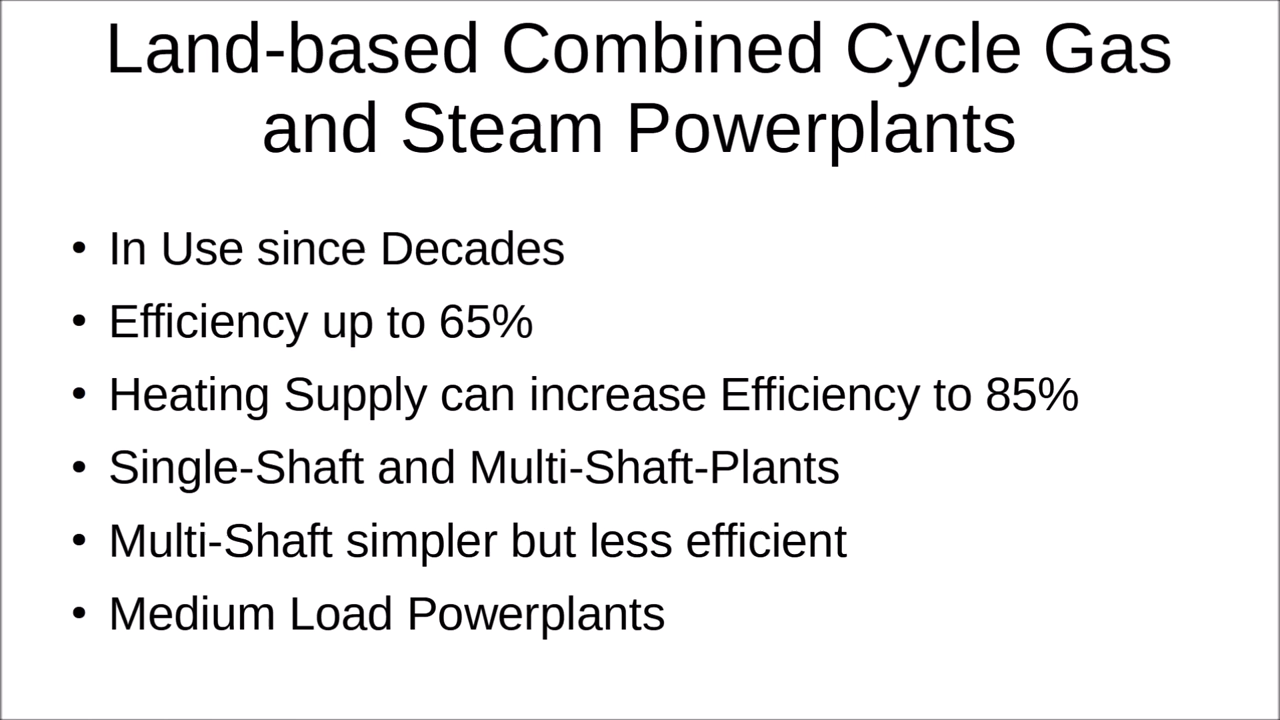 Land-based Combined Cycle Gas
and Steam Powerplants
• In Use since Decades
• Efficiency up to 65%
• Heating Supply can increase Efficiency to 85%
• Single-Shaft and Multi-Shaft-Plants
• Multi-Shaft simpler but less efficient
• Medium Load Powerplants